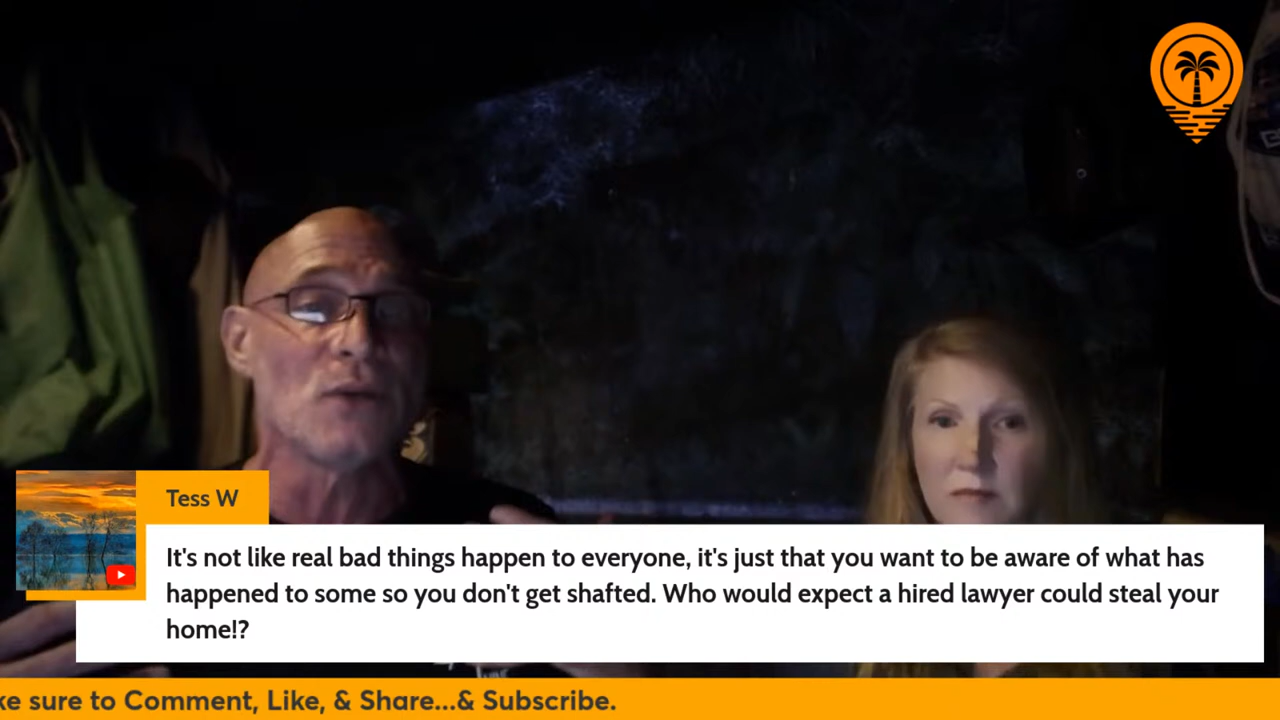 Tess W
It's not like real bad things happen to everyone, it's just that you want to be aware of what has
happened to some so you don't get shafted. Who would expect a hired lawyer could steal your
home!?
ke sure to Comment, Like, & Share...& Subscribe.